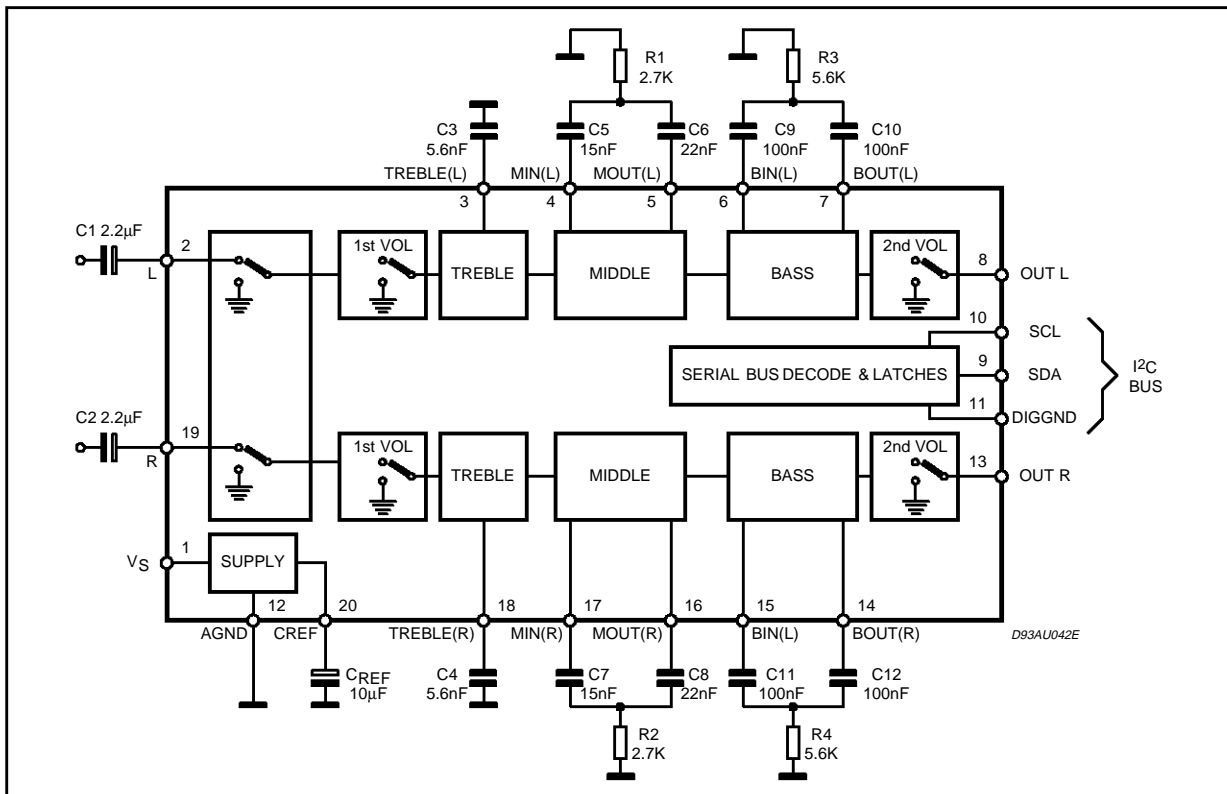 R1
2.7K
R3
5.6K
C3
5.6nF
C5
15nF
C6
22nF
C9
100nF
C10
100nF
TREBLE(L)
MIN(L)
MOUT(L)
BIN(L)
BOUT(L)
3
4
5
6
7
C1 2.2μF
2
L
1st VOL
TREBLE
MIDDLE
BASS
2nd VOL
8
OUT L
10
SCL
SERIAL BUS DECODE & LATCHES
9
SDA
I2C
BUS
11
DIGGND
C2 2.2μF
19
R
1st VOL
TREBLE
MIDDLE
BASS
2nd VOL
13
OUT R
VS
1
SUPPLY
12
20
18
17
16
15
14
AGND
CREF
TREBLE(R)
MIN(R)
MOUT(R)
BIN(L)
BOUT(R)
D93AU042E
CREF
10μF
C4
5.6nF
C7
15nF
C8
22nF
C11
100nF
C12
100nF
R2
2.7K
R4
5.6K